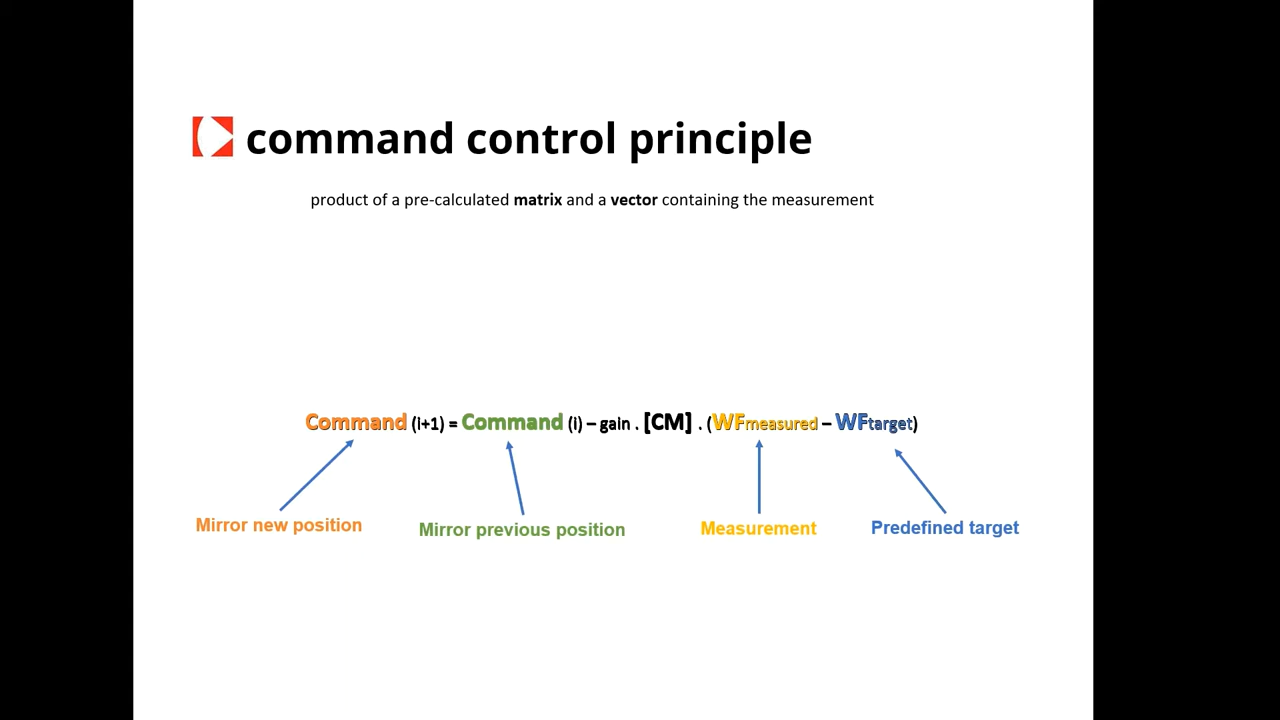 command control principle
product of a pre-calculated matrix and a vector containing the measurement
Command (i+1) = Command (i) – gain . [CM] . (WFmeasured – WFtarget)
Mirror new position
Mirror previous position
Measurement
Predefined target